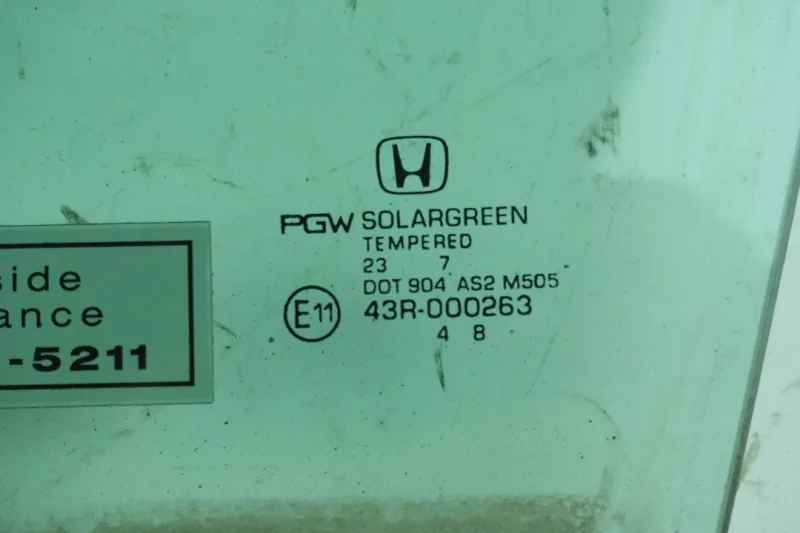 side
ance
-5211
PGW SOLARGREEN
TEMPERED
23 7
DOT 904 AS2 M505
E11 43R-000263
4 8